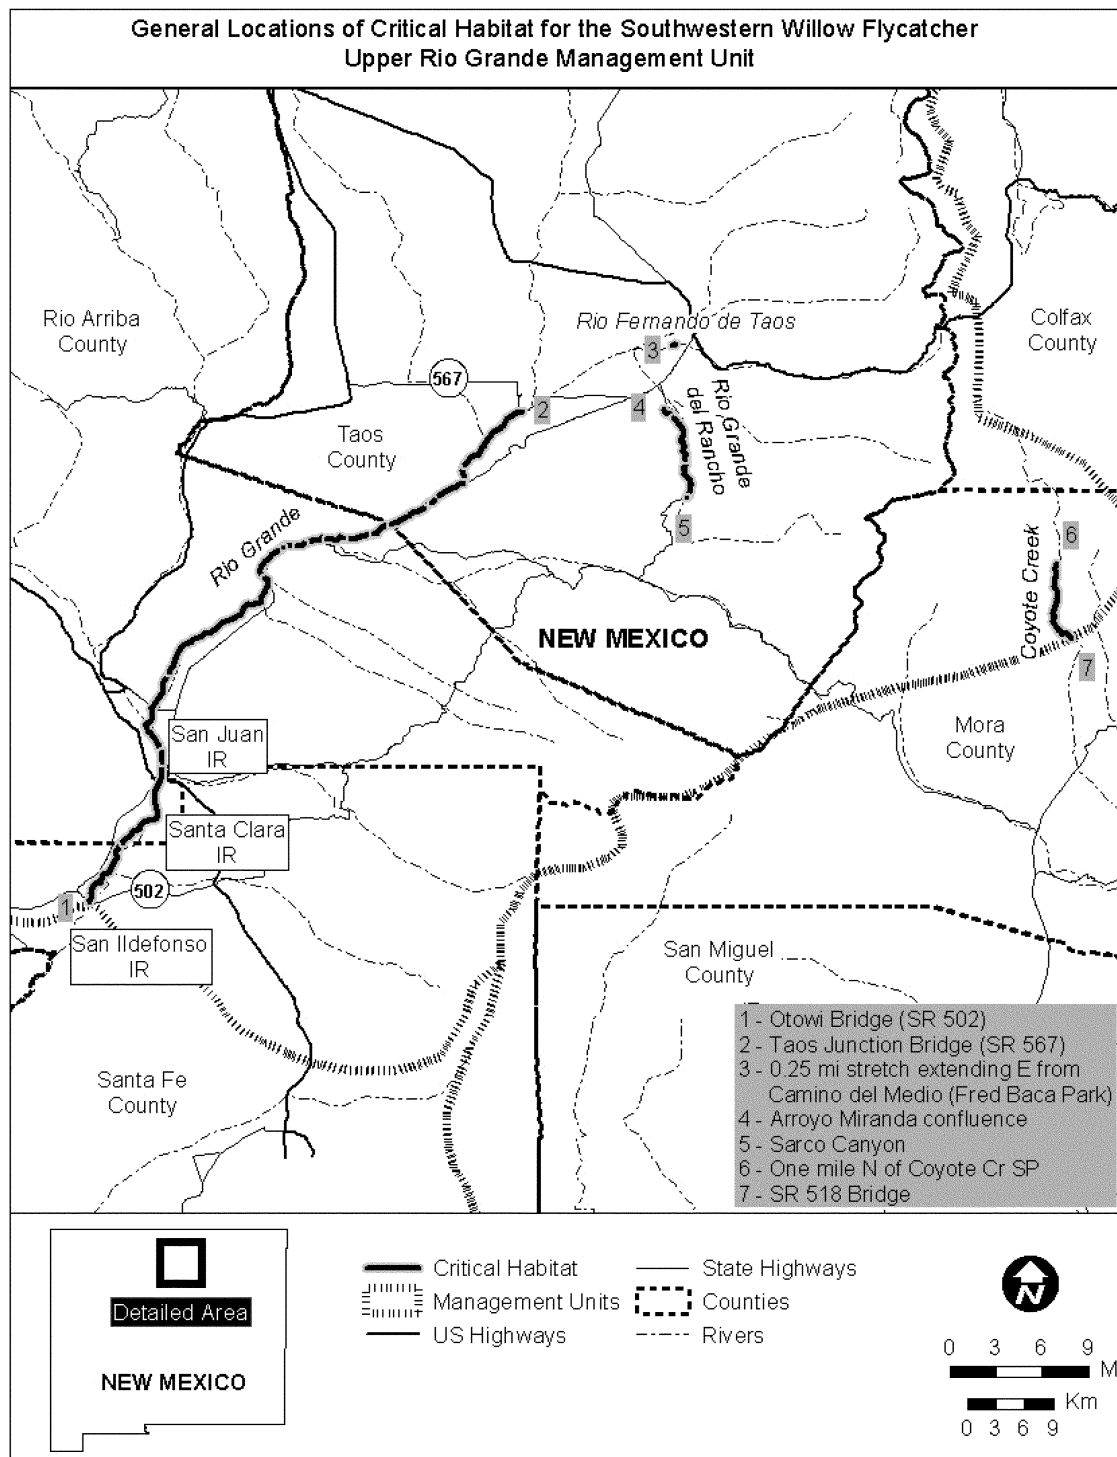 General Locations of Critical Habitat for the Southwestern Willow Flycatcher
Upper Rio Grande Management Unit
Rio Arriba
County
Rio Fernando de Taos
Colfax
County
3
567
2
4
Rio Grande
del Rancho
Taos
County
5
6
Rio Grande
Coyote Creek
NEW MEXICO
7
San Juan
IR
Mora
County
Santa Clara
IR
502
1
San Ildefonso
IR
San Miguel
County
Santa Fe
County
1 - Otowi Bridge (SR 502)
2 - Taos Junction Bridge (SR 567)
3 - 0.25 mi stretch extending E from
Camino del Medio (Fred Baca Park)
4 - Arroyo Miranda confluence
5 - Sarco Canyon
6 - One mile N of Coyote Cr SP
7 - SR 518 Bridge
Detailed Area
NEW MEXICO
Critical Habitat
Management Units
US Highways
State Highways
Counties
Rivers
N
0 3 6 9
M
Km
0 3 6 9